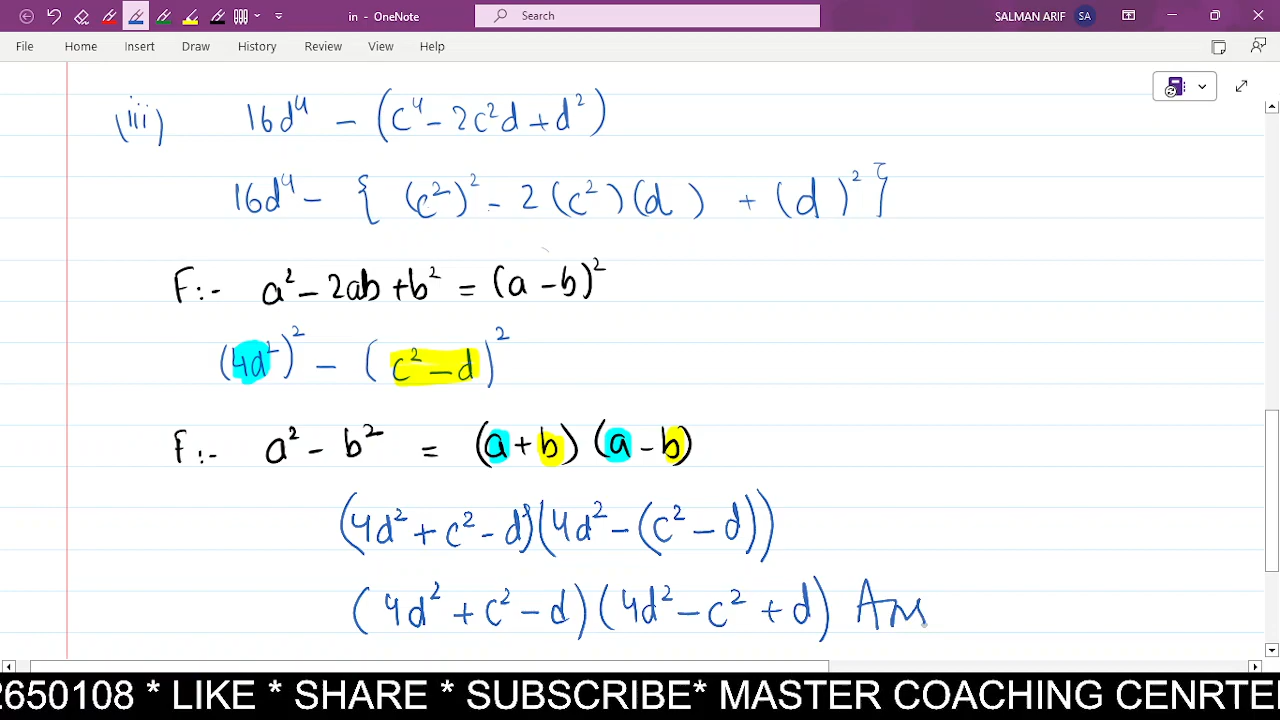 in - OneNote
Search
SALMAN ARIF SA
File Home Insert Draw History Review View Help
(iii) 16d⁴ - (c⁴ - 2c²d + d²)
16d⁴ - { (c²)² - 2(c²)(d) + (d)² }
F:- a² - 2ab + b² = (a - b)²
(4d²)² - (c² - d)²
F:- a² - b² = (a + b) (a - b)
(4d² + c² - d)(4d² - (c² - d))
(4d² + c² - d)(4d² - c² + d) Ans
2650108 * LIKE * SHARE * SUBSCRIBE* MASTER COACHING CENRTE